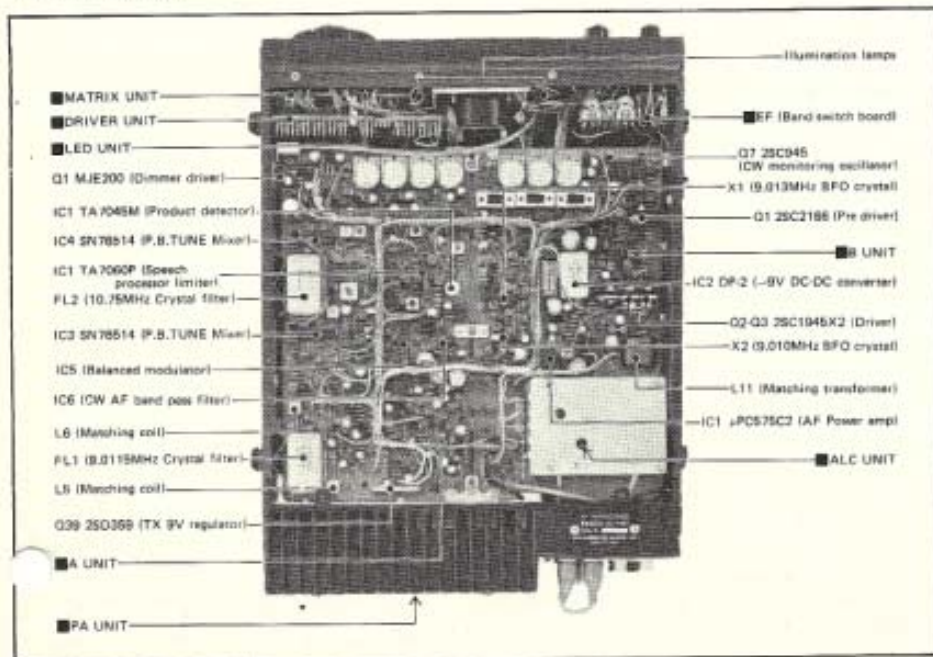 ■MATRIX UNIT
■DRIVER UNIT
■LED UNIT
Q1 MJE200 (Dimmer driver)
IC1 TA7045M (Product detector)
IC4 SN76514 (P.B.TUNE Mixer)
IC1 TA7060P (Speech
processor limiter)
FL2 (10.75MHz Crystal filter)
IC3 SN76514 (P.B.TUNE Mixer)
IC5 (Balanced modulator)
IC6 (CW AF band pass filter)
L6 (Matching coil)
FL1 (9.0115MHz Crystal filter)
L5 (Matching coil)
Q39 2SD359 (TX 9V regulator)
■A UNIT
■PA UNIT
Illumination lamps
■EF (Band switch board)
Q7 2SC945
(CW monitoring oscillator)
X1 (9.013MHz BFO crystal)
Q1 2SC2166 (Pre driver)
■B UNIT
IC2 DP-2 (-9V DC-DC converter)
Q2-Q3 2SC1945X2 (Driver)
X2 (9.010MHz BFO crystal)
L11 (Matching transformer)
IC1 μPC575C2 (AF Power amp)
■ALC UNIT